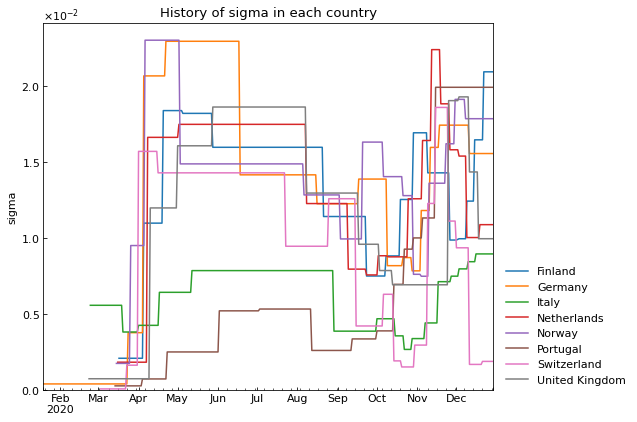 History of sigma in each country
×10⁻²
2.0
1.5
1.0
0.5
0.0
sigma
Feb Mar Apr May Jun Jul Aug Sep Oct Nov Dec
2020
Finland
Germany
Italy
Netherlands
Norway
Portugal
Switzerland
United Kingdom